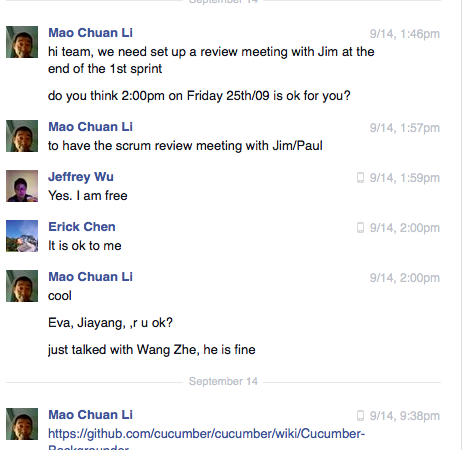 September 14
Mao Chuan Li 9/14, 1:46pm
hi team, we need set up a review meeting with Jim at the
end of the 1st sprint
do you think 2:00pm on Friday 25th/09 is ok for you?
Mao Chuan Li 9/14, 1:57pm
to have the scrum review meeting with Jim/Paul
Jeffrey Wu 9/14, 1:59pm
Yes. I am free
Erick Chen 9/14, 2:00pm
It is ok to me
Mao Chuan Li 9/14, 2:00pm
cool
Eva, Jiayang, ,r u ok?
just talked with Wang Zhe, he is fine
September 14
Mao Chuan Li 9/14, 9:38pm
https://github.com/cucumber/cucumber/wiki/Cucumber-
Backgrounder